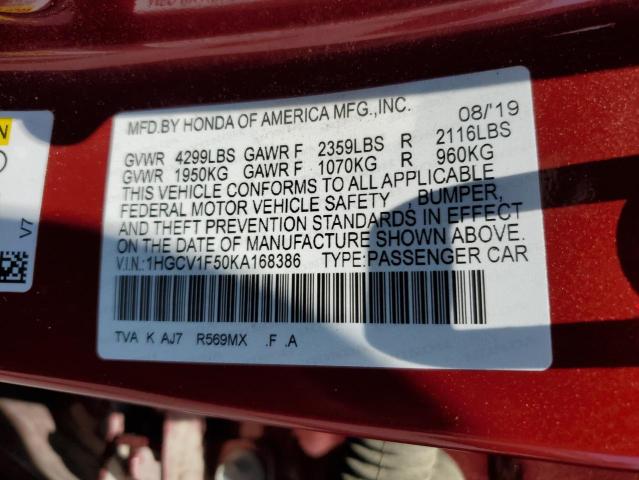 MFD.BY HONDA OF AMERICA MFG.,INC. 08/'19
GVWR 4299LBS GAWR F 2359LBS R 2116LBS
GVWR 1950KG GAWR F 1070KG R 960KG
THIS VEHICLE CONFORMS TO ALL APPLICABLE
FEDERAL MOTOR VEHICLE SAFETY , BUMPER,
AND THEFT PREVENTION STANDARDS IN EFFECT
ON THE DATE OF MANUFACTURE SHOWN ABOVE.
V.I.N.:1HGCV1F50KA168386 TYPE:PASSENGER CAR
TVA K AJ7 R569MX .F .A
V7